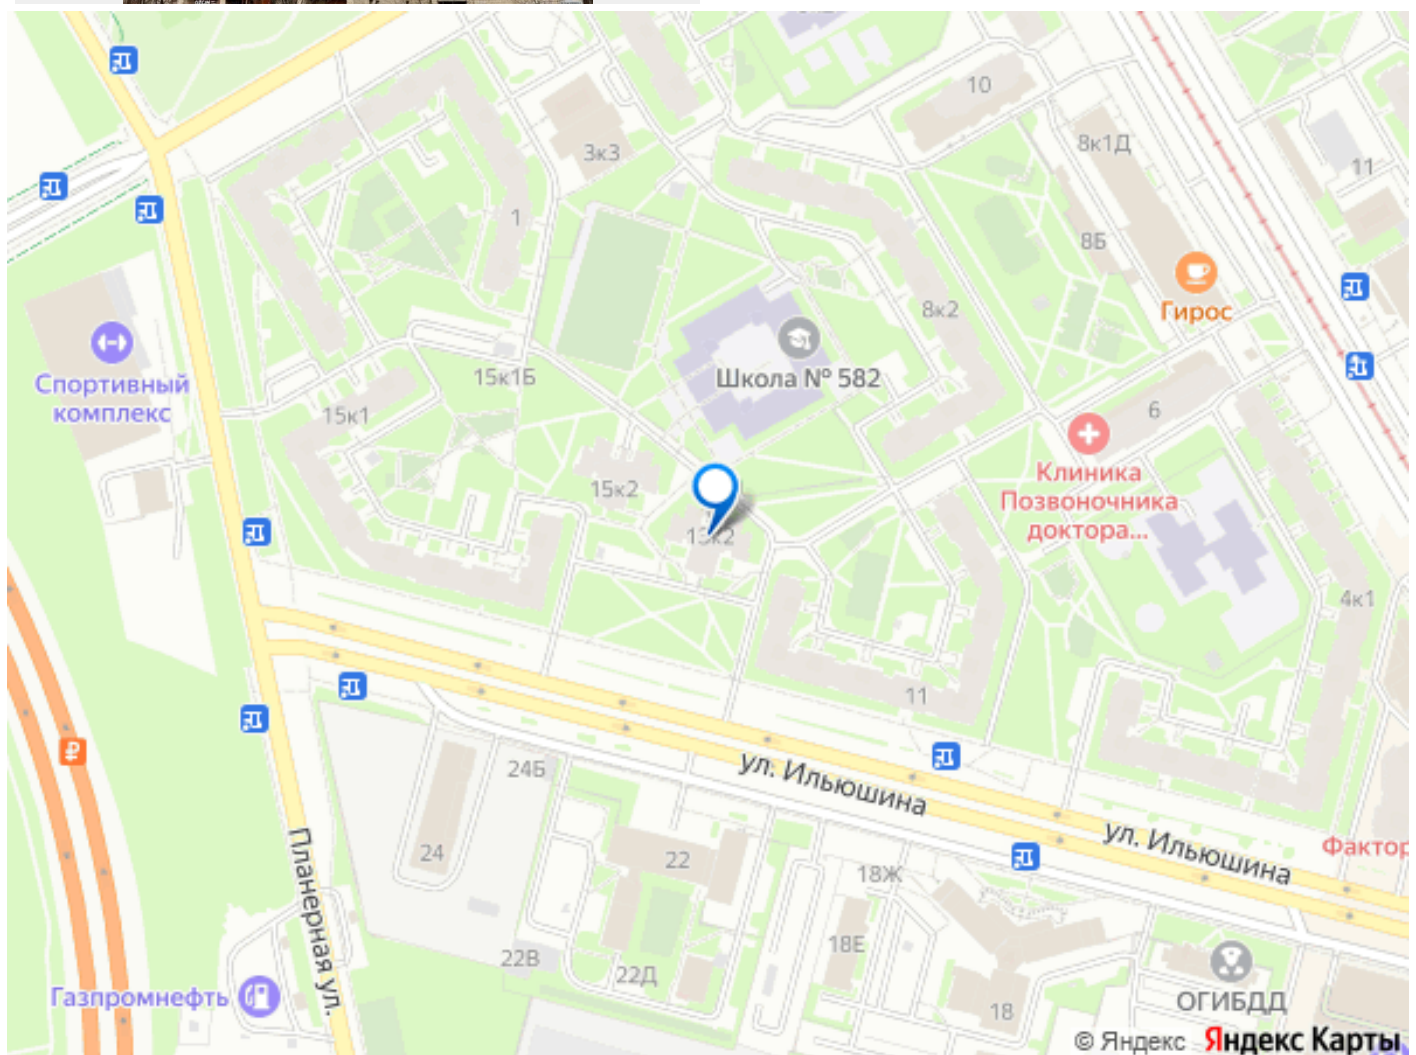 10
8к1Д
3к3
11
1
8Б
8к2
Гирос
Спортивный
комплекс
15к1Б
Школа № 582
15к1
6
Клиника
Позвоночника
доктора...
15к2
4к1
11
ул. Ильюшина
24Б
ул. Ильюшина
Фактор
24
22
18Ж
Планерная ул.
18Е
22В
22Д
Газпромнефть
18
ОГИБДД
© Яндекс Яндекс Карты